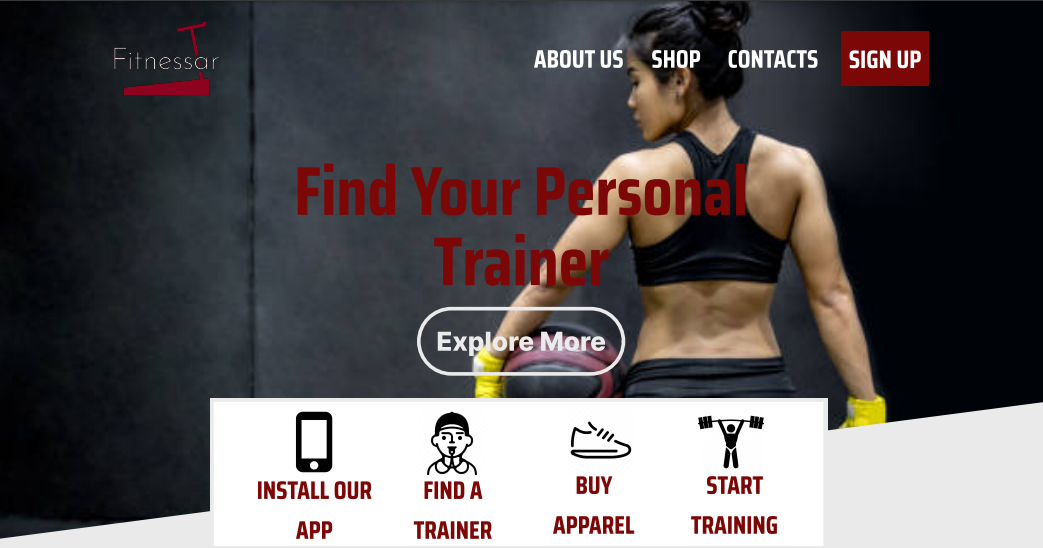 Fitnessar
ABOUT US SHOP CONTACTS SIGN UP
Find Your Personal
Trainer
Explore More
INSTALL OUR
APP
FIND A
TRAINER
BUY
APPAREL
START
TRAINING